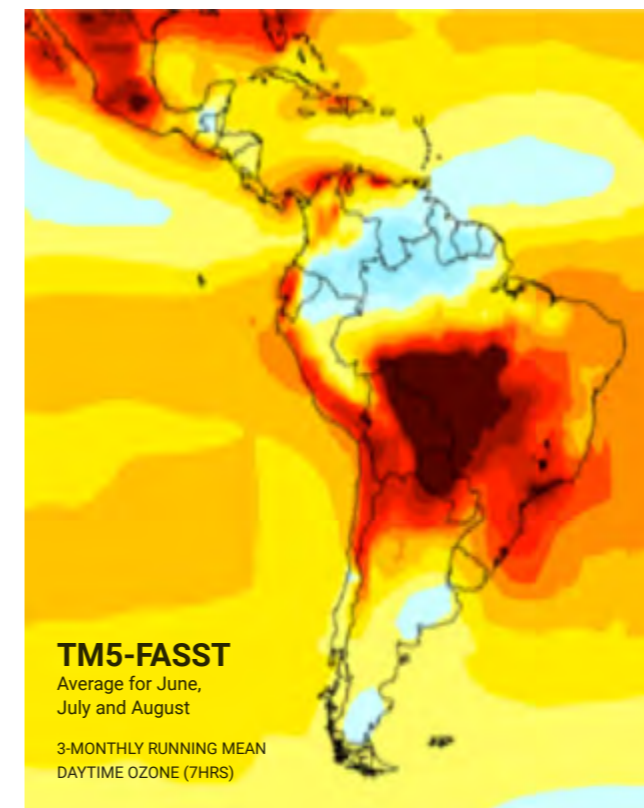 TM5-FASST
Average for June,
July and August
3-MONTHLY RUNNING MEAN
DAYTIME OZONE (7HRS)